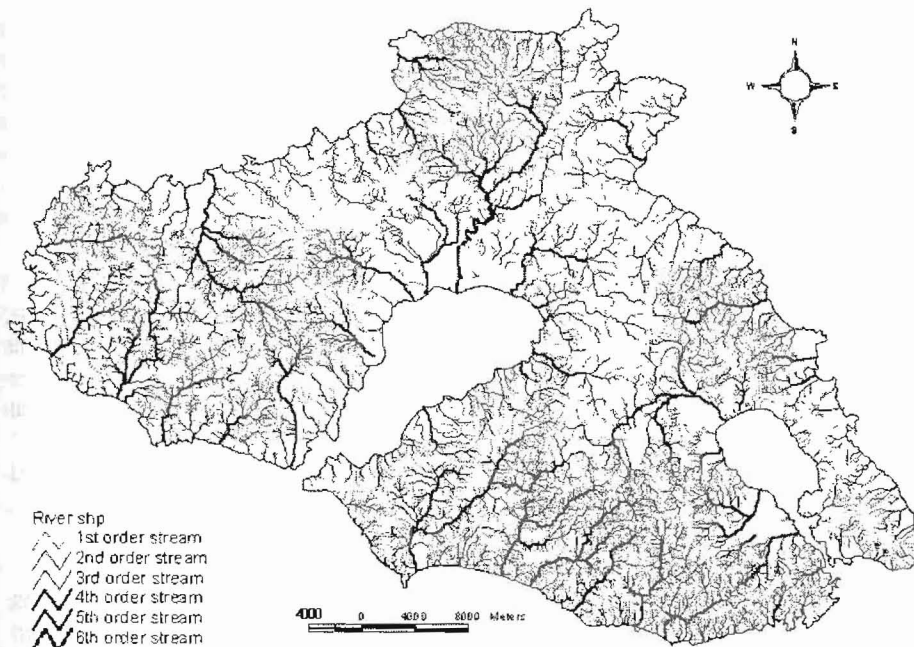 N
W E
S
River shp
1st order stream
2nd order stream
3rd order stream
4th order stream
5th order stream
6th order stream
4000 0 4000 8000 Meters